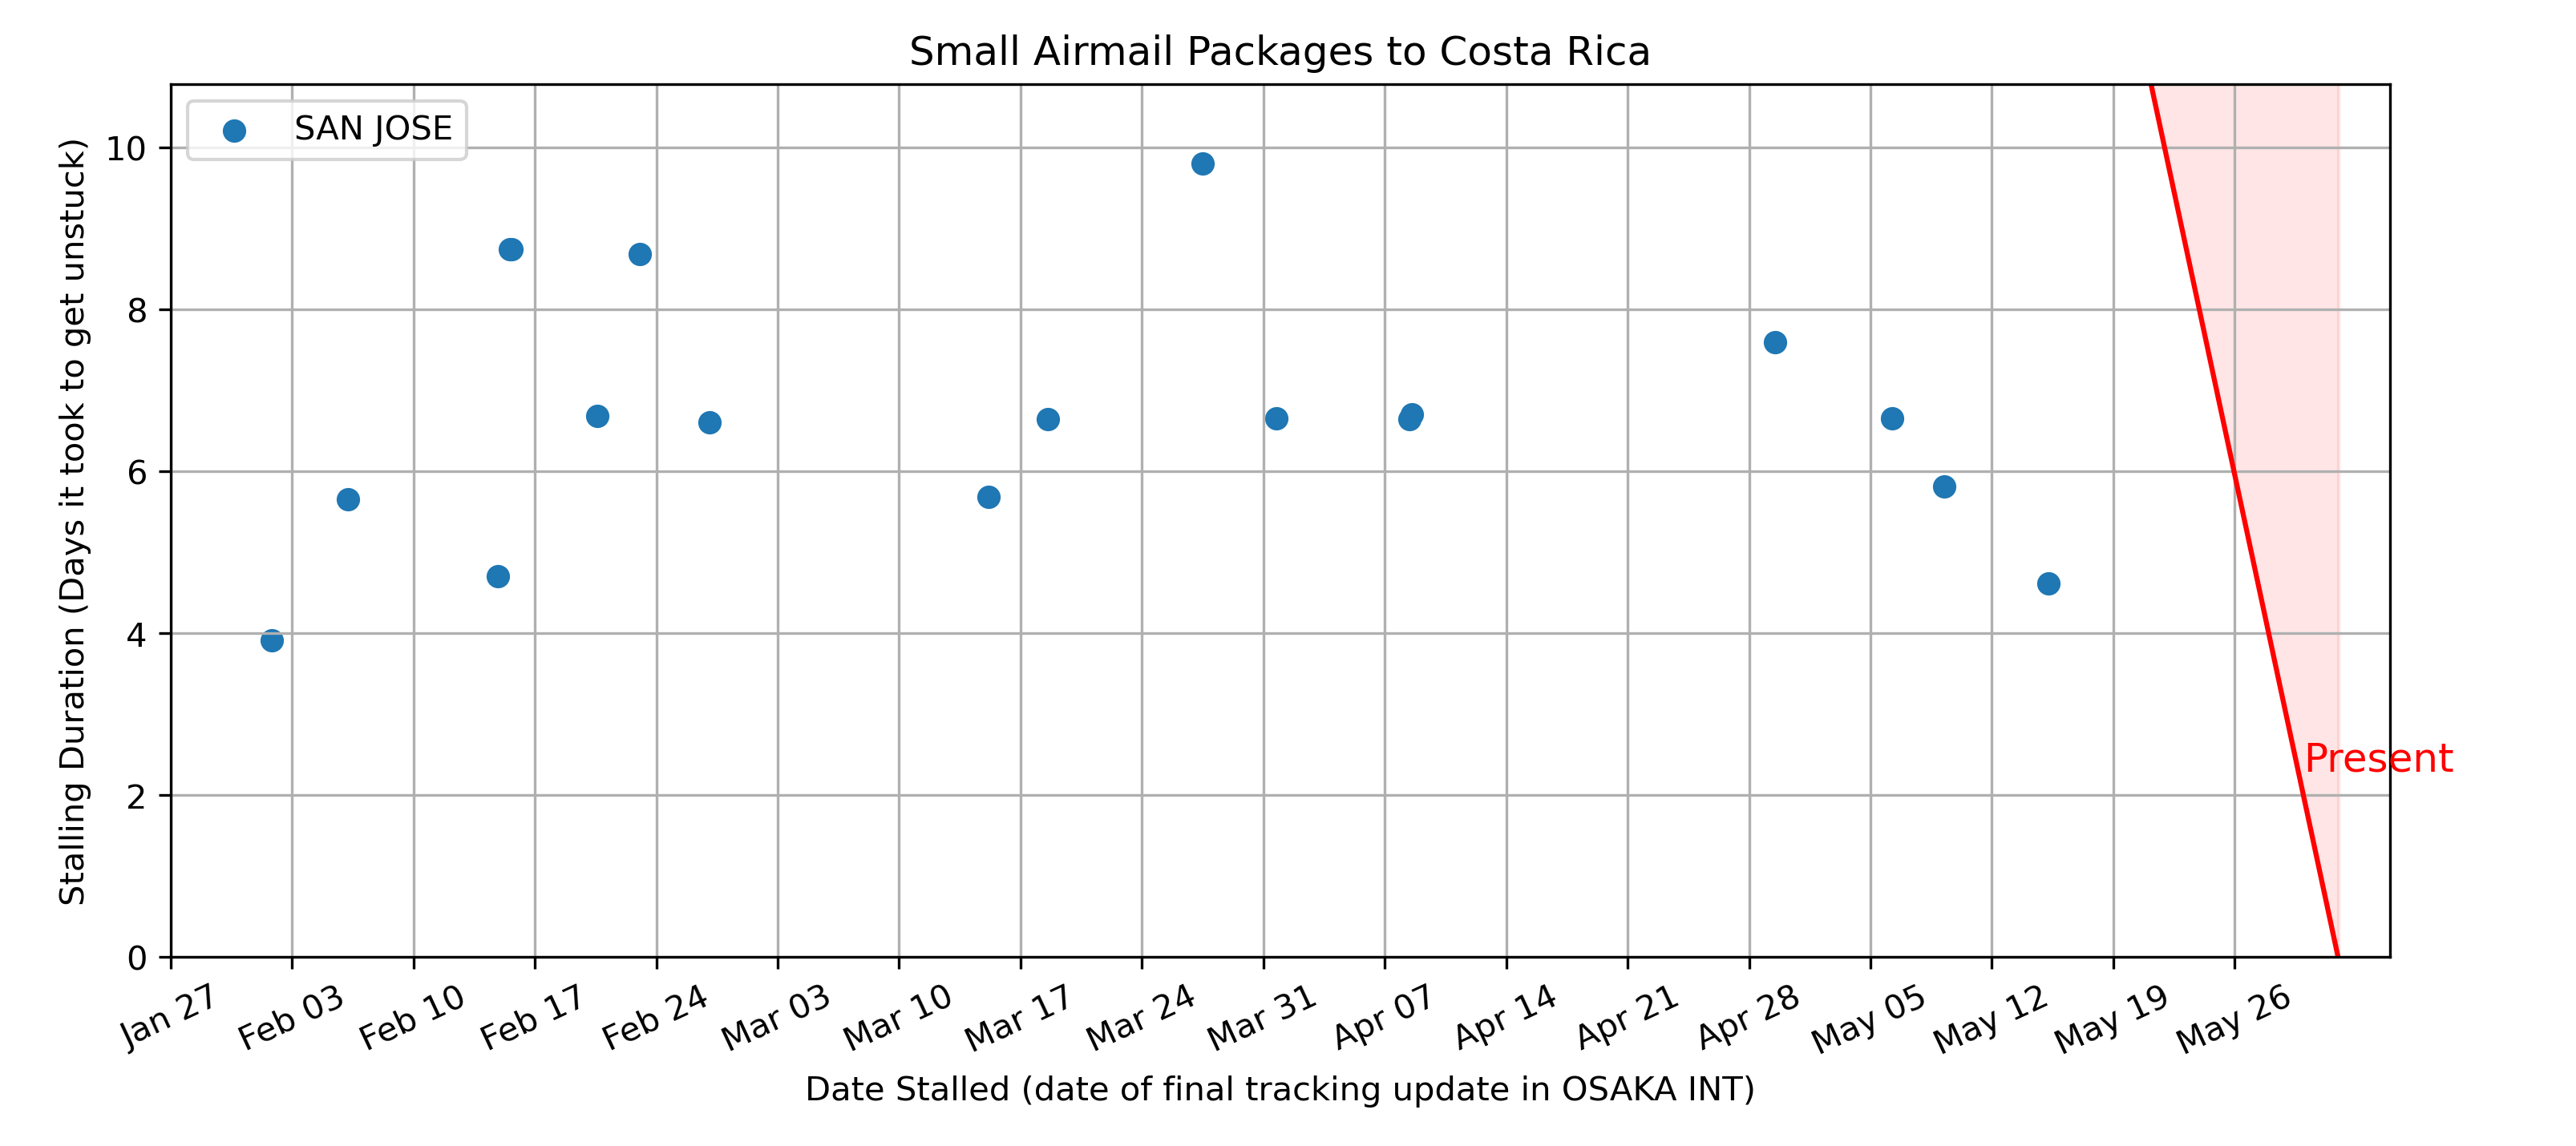 Small Airmail Packages to Costa Rica
SAN JOSE
Stalling Duration (Days it took to get unstuck)
10
8
6
4
2
0
Present
Jan 27
Feb 03
Feb 10
Feb 17
Feb 24
Mar 03
Mar 10
Mar 17
Mar 24
Mar 31
Apr 07
Apr 14
Apr 21
Apr 28
May 05
May 12
May 19
May 26
Date Stalled (date of final tracking update in OSAKA INT)